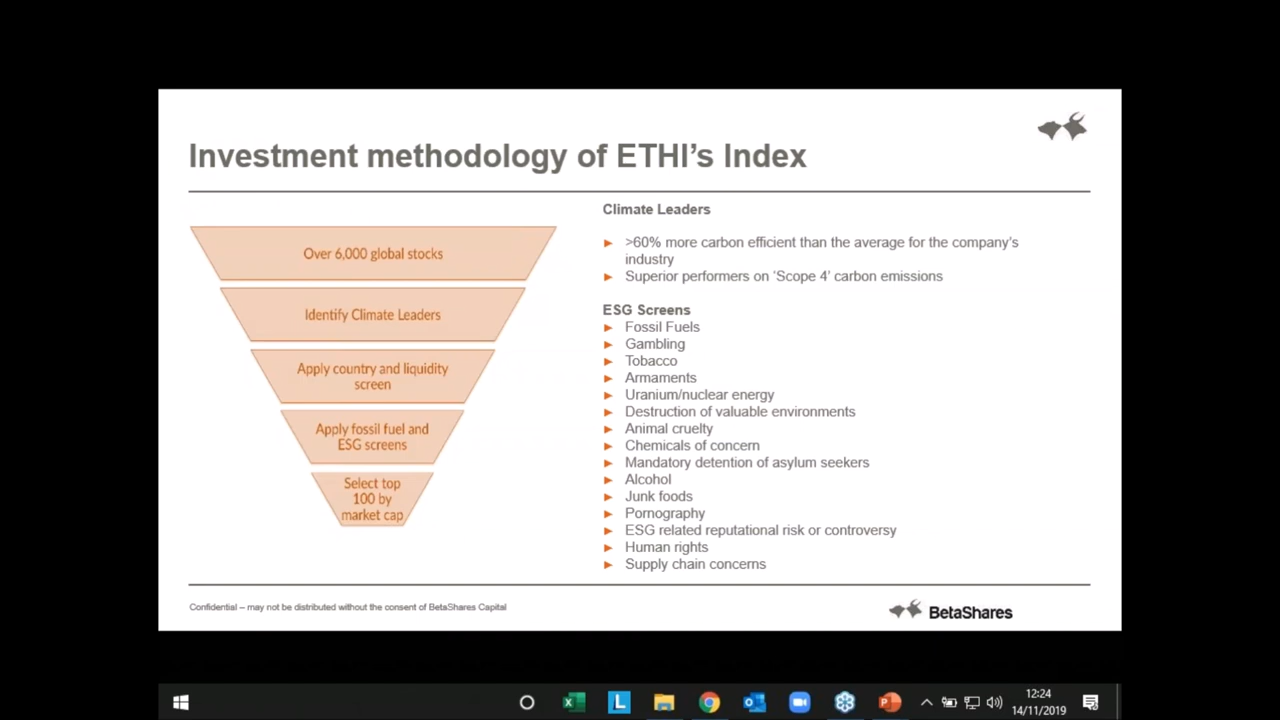 Investment methodology of ETHI's Index
Over 6,000 global stocks
Identify Climate Leaders
Apply country and liquidity
screen
Apply fossil fuel and
ESG screens
Select top
100 by
market cap
Climate Leaders
► >60% more carbon efficient than the average for the company's
industry
► Superior performers on 'Scope 4' carbon emissions
ESG Screens
► Fossil Fuels
► Gambling
► Tobacco
► Armaments
► Uranium/nuclear energy
► Destruction of valuable environments
► Animal cruelty
► Chemicals of concern
► Mandatory detention of asylum seekers
► Alcohol
► Junk foods
► Pornography
► ESG related reputational risk or controversy
► Human rights
► Supply chain concerns
Confidential – may not be distributed without the consent of BetaShares Capital
BetaShares
12:24
14/11/2019